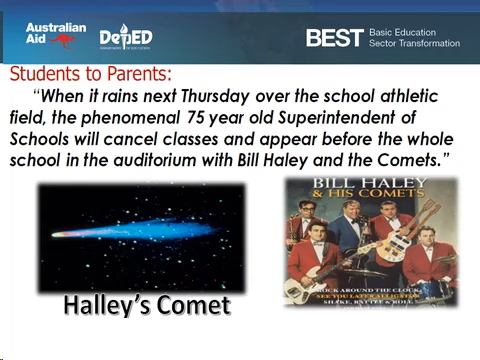 Australian
Aid
DepED
BEST
Basic Education
Sector Transformation
Students to Parents:
"When it rains next Thursday over the school athletic
field, the phenomenal 75 year old Superintendent of
Schools will cancel classes and appear before the whole
school in the auditorium with Bill Haley and the Comets."
BILL HALEY
& HIS COMETS
ROCK AROUND THE CLOCK
SEE YOU LATER ALLIGATOR
SHAKE, RATTLE & ROLL
Halley's Comet